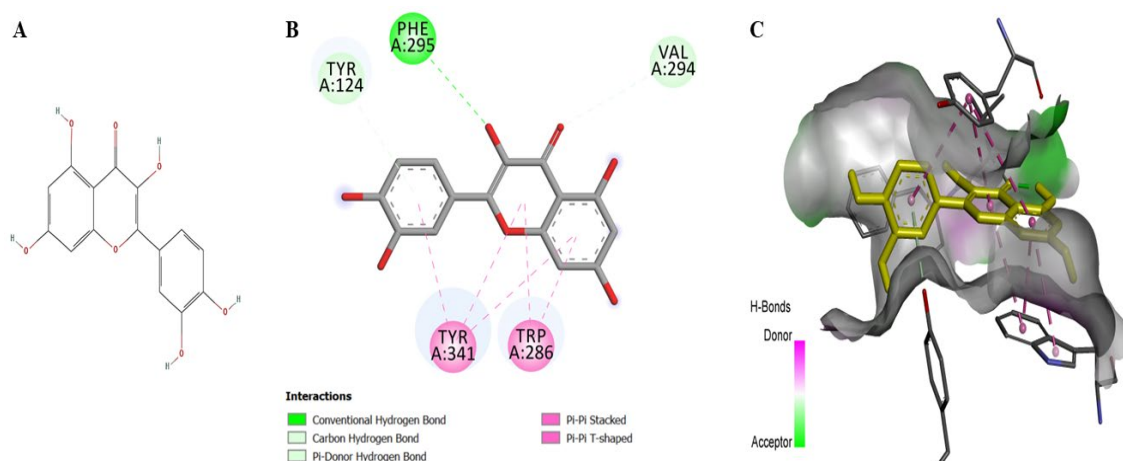 A
H
O
O
H
O
HO
O
O
H
O
H
B
PHE
A:295
TYR
A:124
VAL
A:294
TYR
A:341
TRP
A:286
Interactions
Conventional Hydrogen Bond
Carbon Hydrogen Bond
Pi-Donor Hydrogen Bond
Pi-Pi Stacked
Pi-Pi T-shaped
C
H-Bonds
Donor
Acceptor